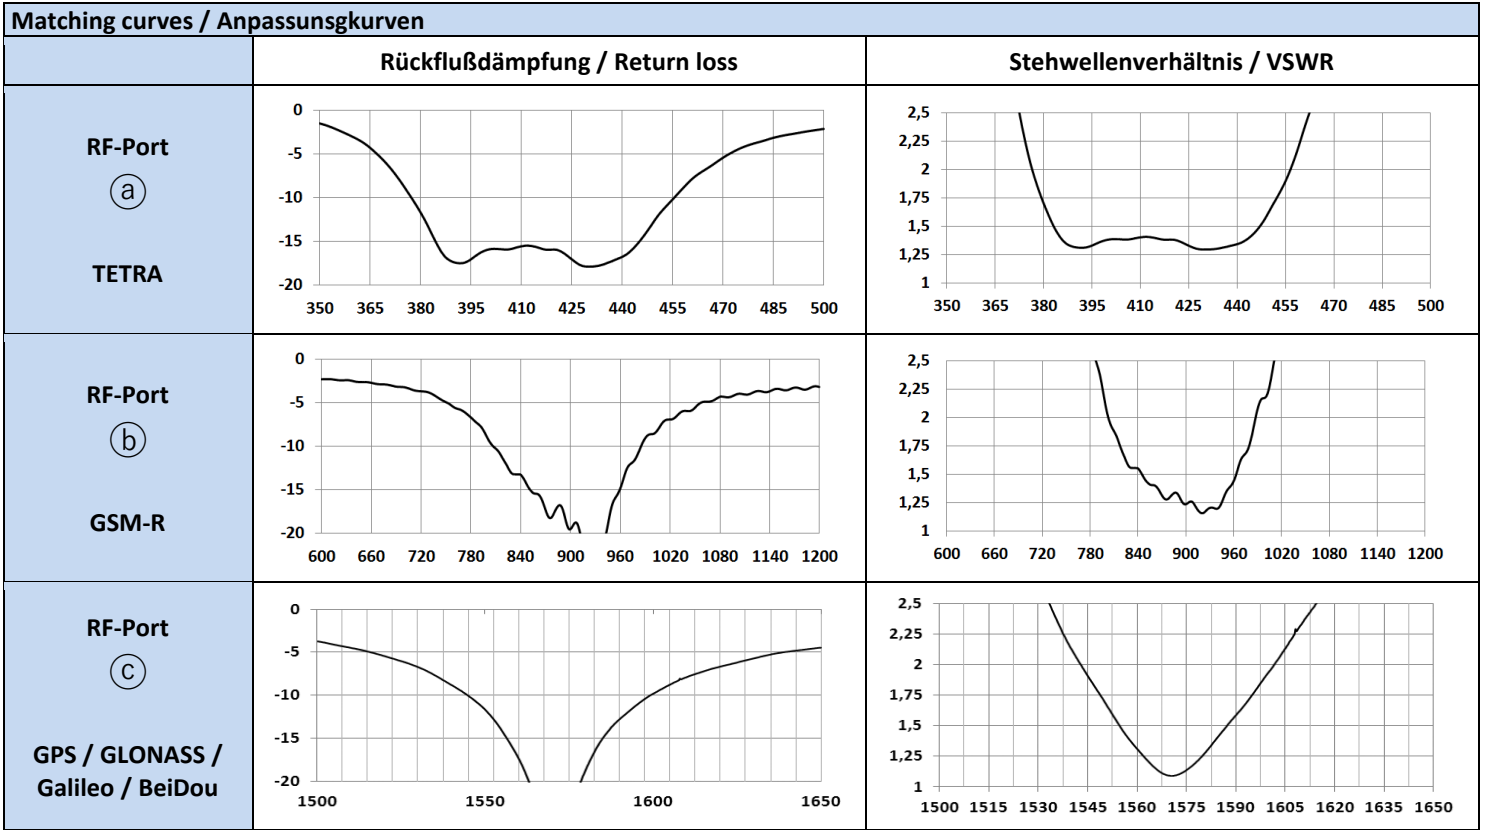 Matching curves / Anpassunsgkurven
Rückflußdämpfung / Return loss
Stehwellenverhältnis / VSWR
RF-Port
ⓐ
TETRA
0
-5
-10
-15
-20
350 365 380 395 410 425 440 455 470 485 500
2,5
2,25
2
1,75
1,5
1,25
1
350 365 380 395 410 425 440 455 470 485 500
RF-Port
ⓑ
GSM-R
0
-5
-10
-15
-20
600 660 720 780 840 900 960 1020 1080 1140 1200
2,5
2,25
2
1,75
1,5
1,25
1
600 660 720 780 840 900 960 1020 1080 1140 1200
RF-Port
ⓒ
GPS / GLONASS /
Galileo / BeiDou
0
-5
-10
-15
-20
1500 1550 1600 1650
2,5
2,25
2
1,75
1,5
1,25
1
1500 1515 1530 1545 1560 1575 1590 1605 1620 1635 1650